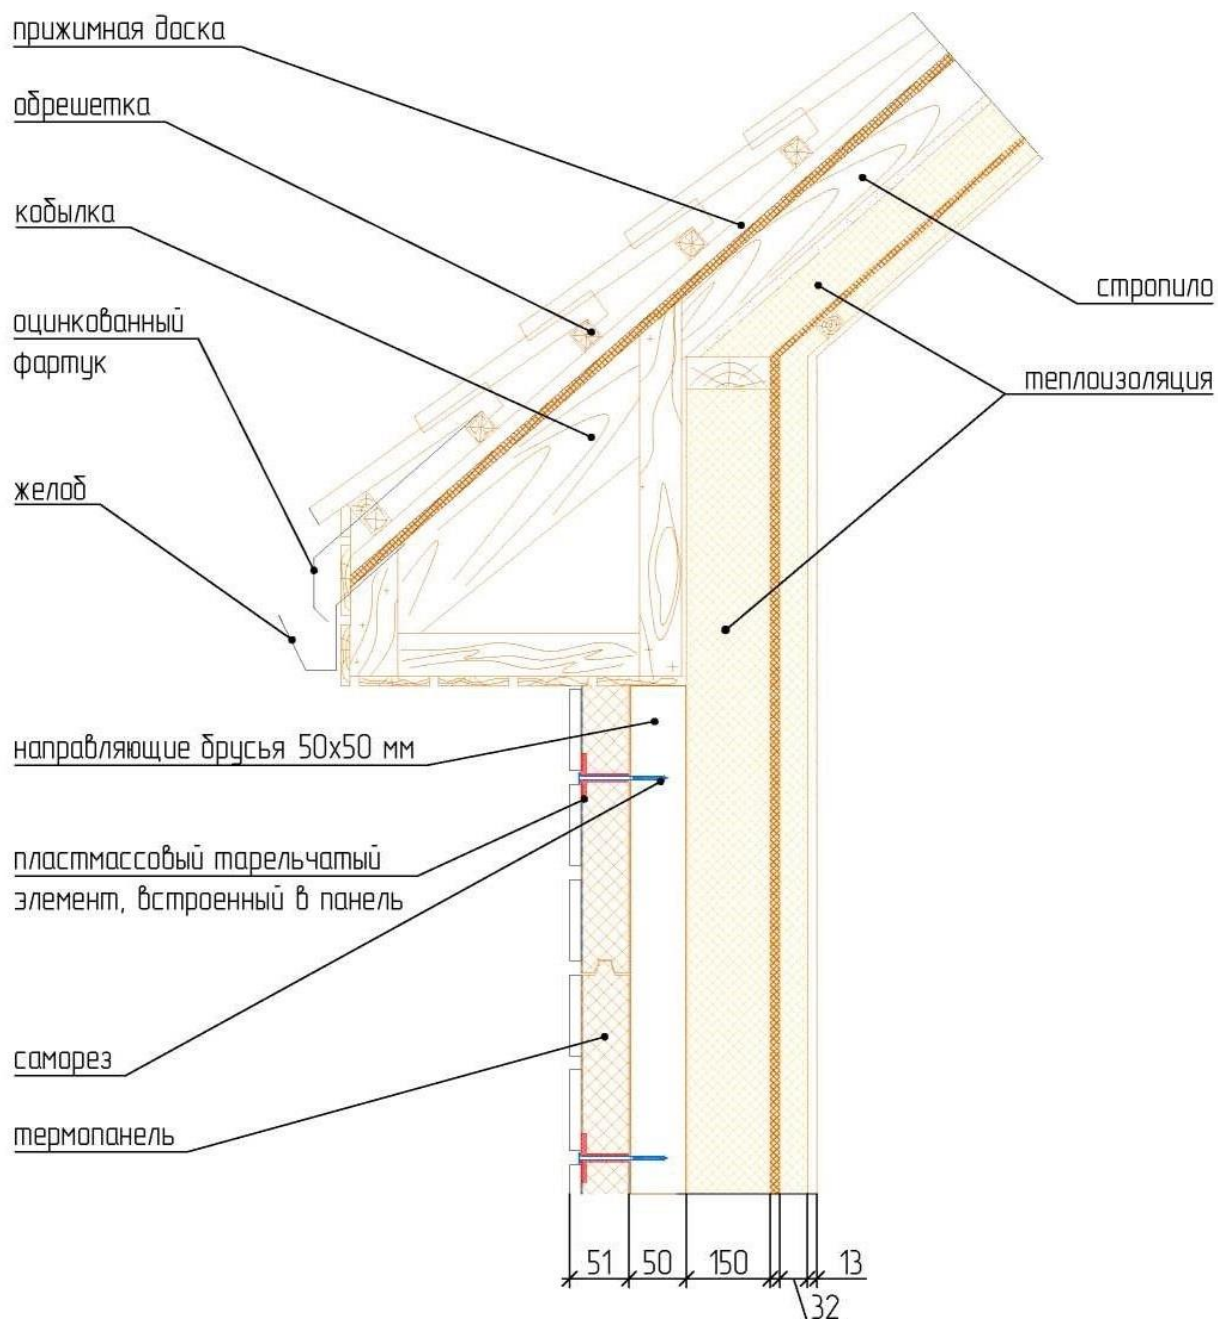 прижимная доска
обрешетка
кобылка
оцинкованный
фартук
желоб
стропило
теплоизоляция
направляющие брусья 50х50 мм
пластмассовый тарельчатый
элемент, встроенный в панель
саморез
термопанель
51 50 150 13
32